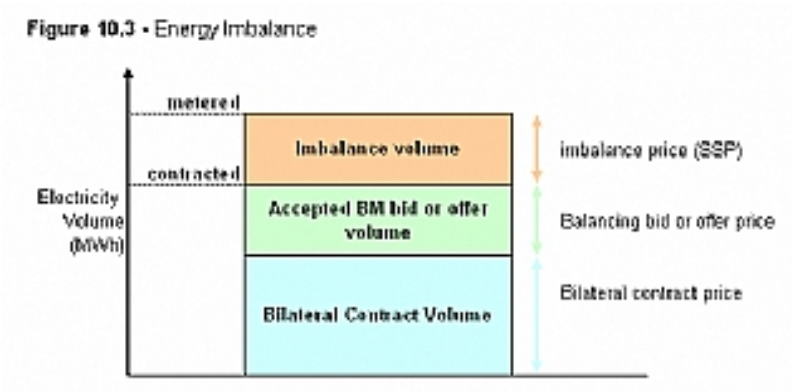 Figure 10.3 - Energy Imbalance
metered
Imbalance volume
imbalance price (SSP)
contracted
Electricity
Volume
(MWh)
Accepted BM bid or offer
volume
Balancing bid or offer price
Bilateral Contract Volume
Bilateral contract price